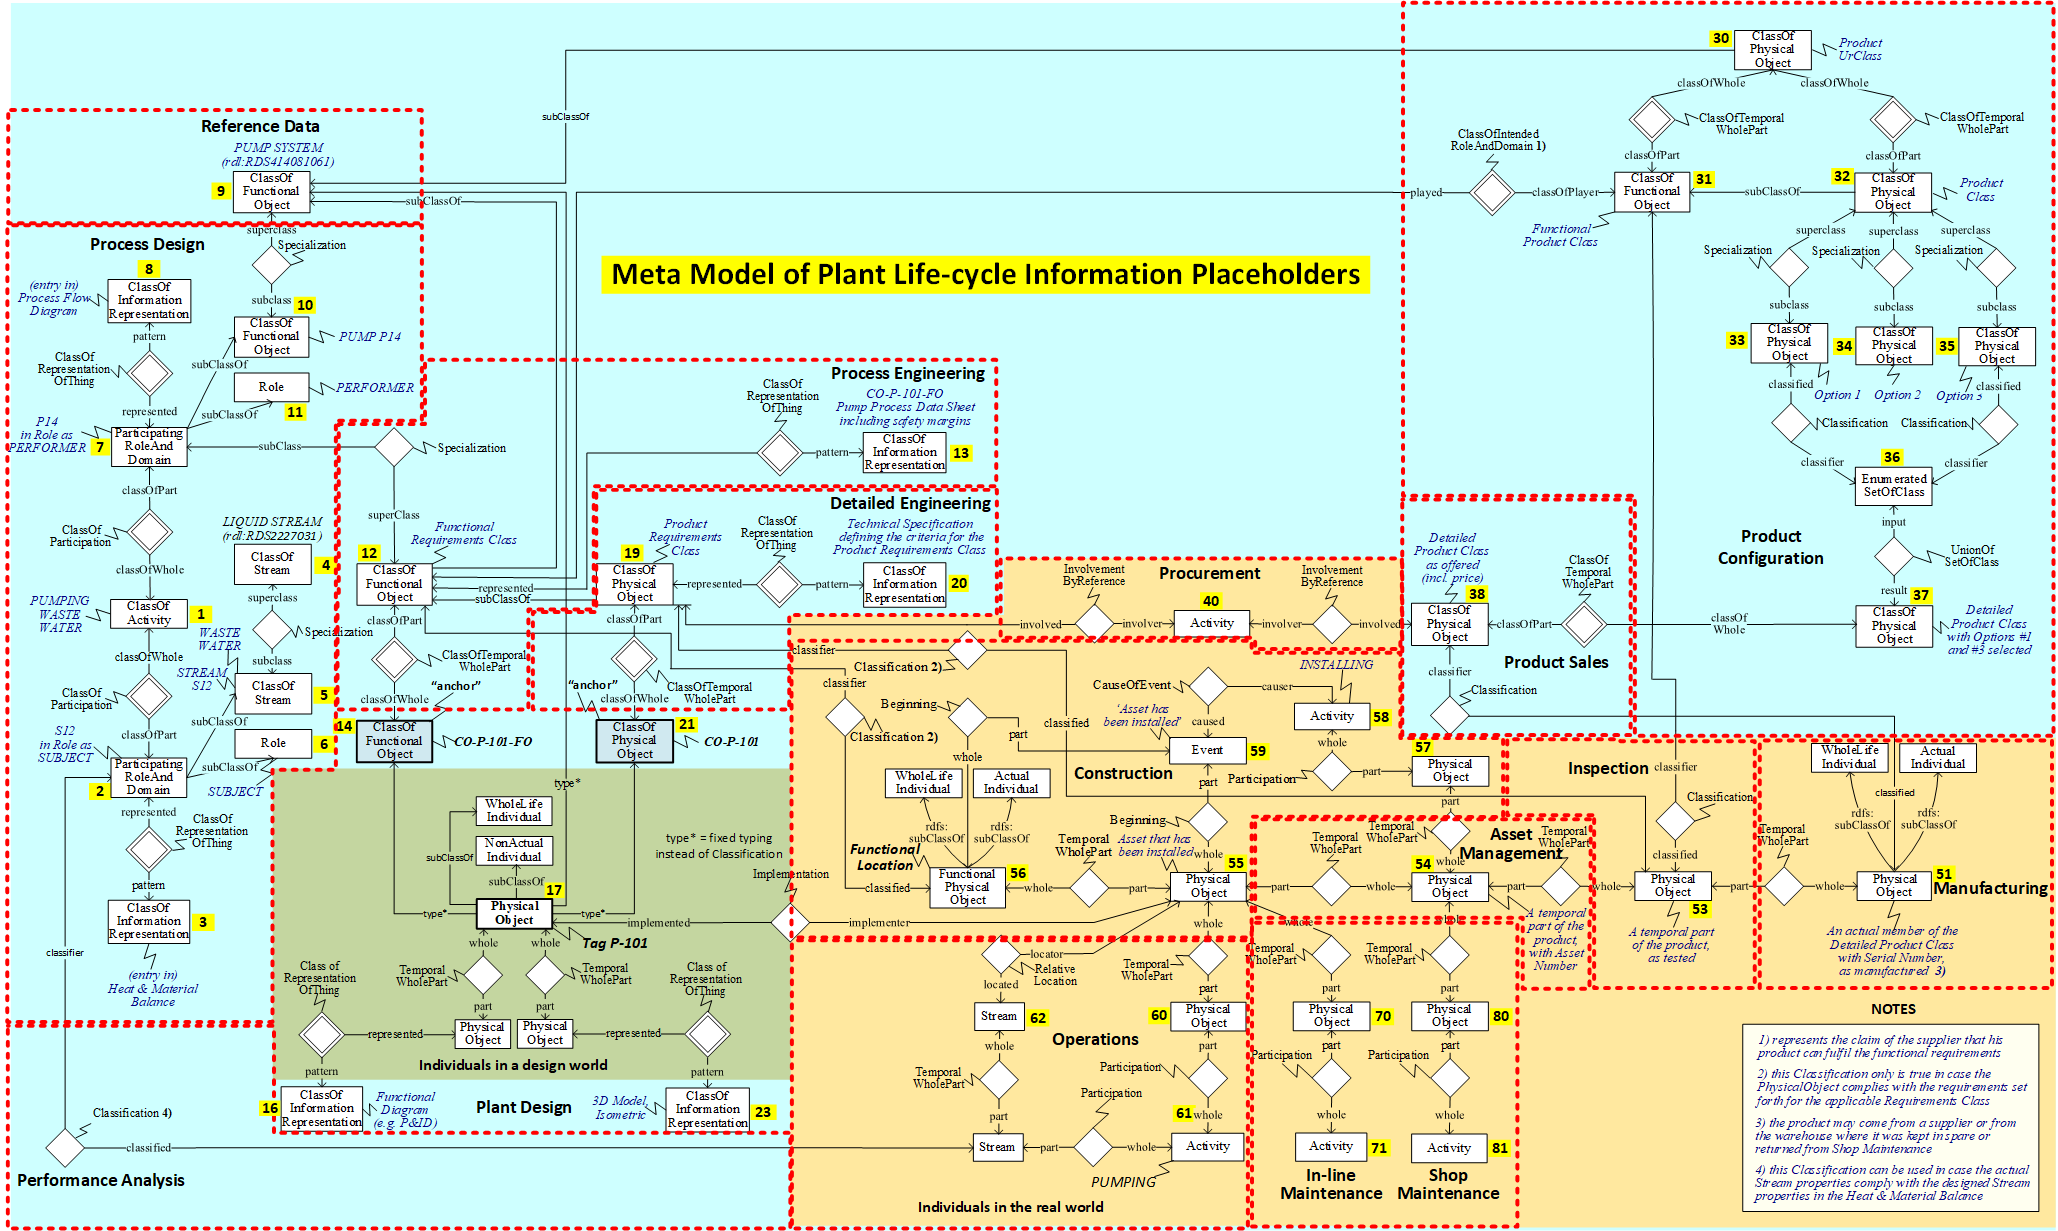 Meta Model of Plant Life-cycle Information Placeholders
Reference Data
PUMP SYSTEM
(rdl:RDS414081061)
9
ClassOf
Functional
Object
subClassOf
subClassOf
superclass
Specialization
subclass
Process Design
8
(entry in)
Process Flow
Diagram
ClassOf
Information
Representation
pattern
ClassOf
Representation
OfThing
represented
10
ClassOf
Functional
Object
PUMP P14
subClassOf
Role
PERFORMER
11
subClassOf
P14
in Role as
PERFORMER
7
Participating
RoleAnd
Domain
subClass
Specialization
superClass
classOfPart
ClassOf
Participation
classOfWhole
LIQUID STREAM
(rdl:RDS2227031)
ClassOf
Stream
4
superclass
Specialization
subclass
PUMPING
WASTE
WATER
ClassOf
Activity
1
WASTE
WATER
STREAM
S12
ClassOf
Stream
5
classOfWhole
ClassOf
Participation
classOfPart
subClassOf
Role
6
subClassOf
SUBJECT
S12
in Role as
SUBJECT
Participating
RoleAnd
Domain
2
represented
ClassOf
Representation
OfThing
pattern
ClassOf
Information
Representation
3
(entry in)
Heat & Material
Balance
classifier
Classification 4)
classified
Performance Analysis
Process Engineering
ClassOf
Representation
OfThing
CO-P-101-FO
Pump Process Data Sheet
including safety margins
pattern
ClassOf
Information
Representation
13
Detailed Engineering
12
Functional
Requirements Class
ClassOf
Functional
Object
represented
subClassOf
classOfPart
ClassOfTemporal
WholePart
classOfWhole
"anchor"
14
ClassOf
Functional
Object
CO-P-101-FO
19
Product
Requirements
Class
ClassOf
Physical
Object
represented
ClassOf
Representation
OfThing
Technical Specification
defining the criteria for the
Product Requirements Class
pattern
ClassOf
Information
Representation
20
classOfPart
"anchor"
ClassOfTemporal
WholePart
classOfWhole
21
ClassOf
Physical
Object
CO-P-101
type*
WholeLife
Individual
NonActual
Individual
subClassOf
subClassOf
17
Physical
Object
type*
type*
type* = fixed typing
instead of Classification
Implementation
implemented
implementer
Tag P-101
whole
whole
Temporal
WholePart
Temporal
WholePart
part
part
Class of
Representation
OfThing
Class of
Representation
OfThing
represented
Physical
Object
Physical
Object
represented
pattern
pattern
Individuals in a design world
16
ClassOf
Information
Representation
Functional
Diagram
(e.g. P&ID)
Plant Design
3D Model,
Isometric
ClassOf
Information
Representation
23
Procurement
Involvement
ByReference
Involvement
ByReference
40
Activity
involved
involver
involver
involved
classifier
Classification 2)
classifier
Classification 2)
classified
classified
Construction
INSTALLING
CauseOfEvent
causer
caused
Activity
58
Beginning
part
whole
'Asset has
been installed'
Event
59
whole
Participation
part
57
Physical
Object
WholeLife
Individual
Actual
Individual
rdfs:
subClassOf
rdfs:
subClassOf
part
Beginning
whole
Functional
Location
Functional
Physical
Object
56
whole
Temporal
WholePart
part
Asset that has
been installed
Physical
Object
55
Asset
Management
part
Temporal
WholePart
whole
Temporal
WholePart
part
whole
54
Physical
Object
part
Temporal
WholePart
whole
A temporal
part of the
product,
with Asset
Number
Inspection
classifier
Classification
classified
Physical
Object
53
A temporal part
of the product,
as tested
part
Temporal
WholePart
whole
Manufacturing
WholeLife
Individual
Actual
Individual
classified
rdfs:
subClassOf
rdfs:
subClassOf
Physical
Object
51
An actual member of the
Detailed Product Class
with Serial Number,
as manufactured 3)
Operations
locator
Relative
Location
located
Stream
62
whole
Temporal
WholePart
part
Stream
part
Participation
whole
whole
Temporal
WholePart
part
60
Physical
Object
part
Participation
61
whole
Activity
PUMPING
Individuals in the real world
whole
Temporal
WholePart
part
Physical
Object
70
part
Participation
whole
Activity
71
In-line
Maintenance
whole
Temporal
WholePart
part
Physical
Object
80
part
Participation
whole
Activity
81
Shop
Maintenance
30
ClassOf
Physical
Object
Product
UrClass
classOfWhole
classOfWhole
ClassOfTemporal
WholePart
ClassOfTemporal
WholePart
classOfPart
classOfPart
ClassOfIntended
RoleAndDomain 1)
played
classOfPlayer
ClassOf
Functional
Object
31
Functional
Product Class
subClassOf
32
ClassOf
Physical
Object
Product
Class
superclass
superclass
superclass
Specialization
Specialization
Specialization
subclass
subclass
subclass
33
ClassOf
Physical
Object
Option 1
34
ClassOf
Physical
Object
Option 2
35
ClassOf
Physical
Object
Option 3
classified
classified
Classification
Classification
classifier
classifier
36
Enumerated
SetOfClass
input
UnionOf
SetOfClass
result
37
ClassOf
Physical
Object
Detailed
Product Class
with Options #1
and #3 selected
Product
Configuration
Detailed
Product Class
as offered
(incl. price)
38
ClassOf
Physical
Object
classOfPart
ClassOf
Temporal
WholePart
classOf
Whole
Product Sales
classifier
Classification
NOTES
1) represents the claim of the supplier that his
product can fulfil the functional requirements
2) this Classification only is true in case the
PhysicalObject complies with the requirements set
forth for the applicable Requirements Class
3) the product may come from a supplier or from
the warehouse where it was kept in spare or
returned from Shop Maintenance
4) this Classification can be used in case the actual
Stream properties comply with the designed Stream
properties in the Heat & Material Balance